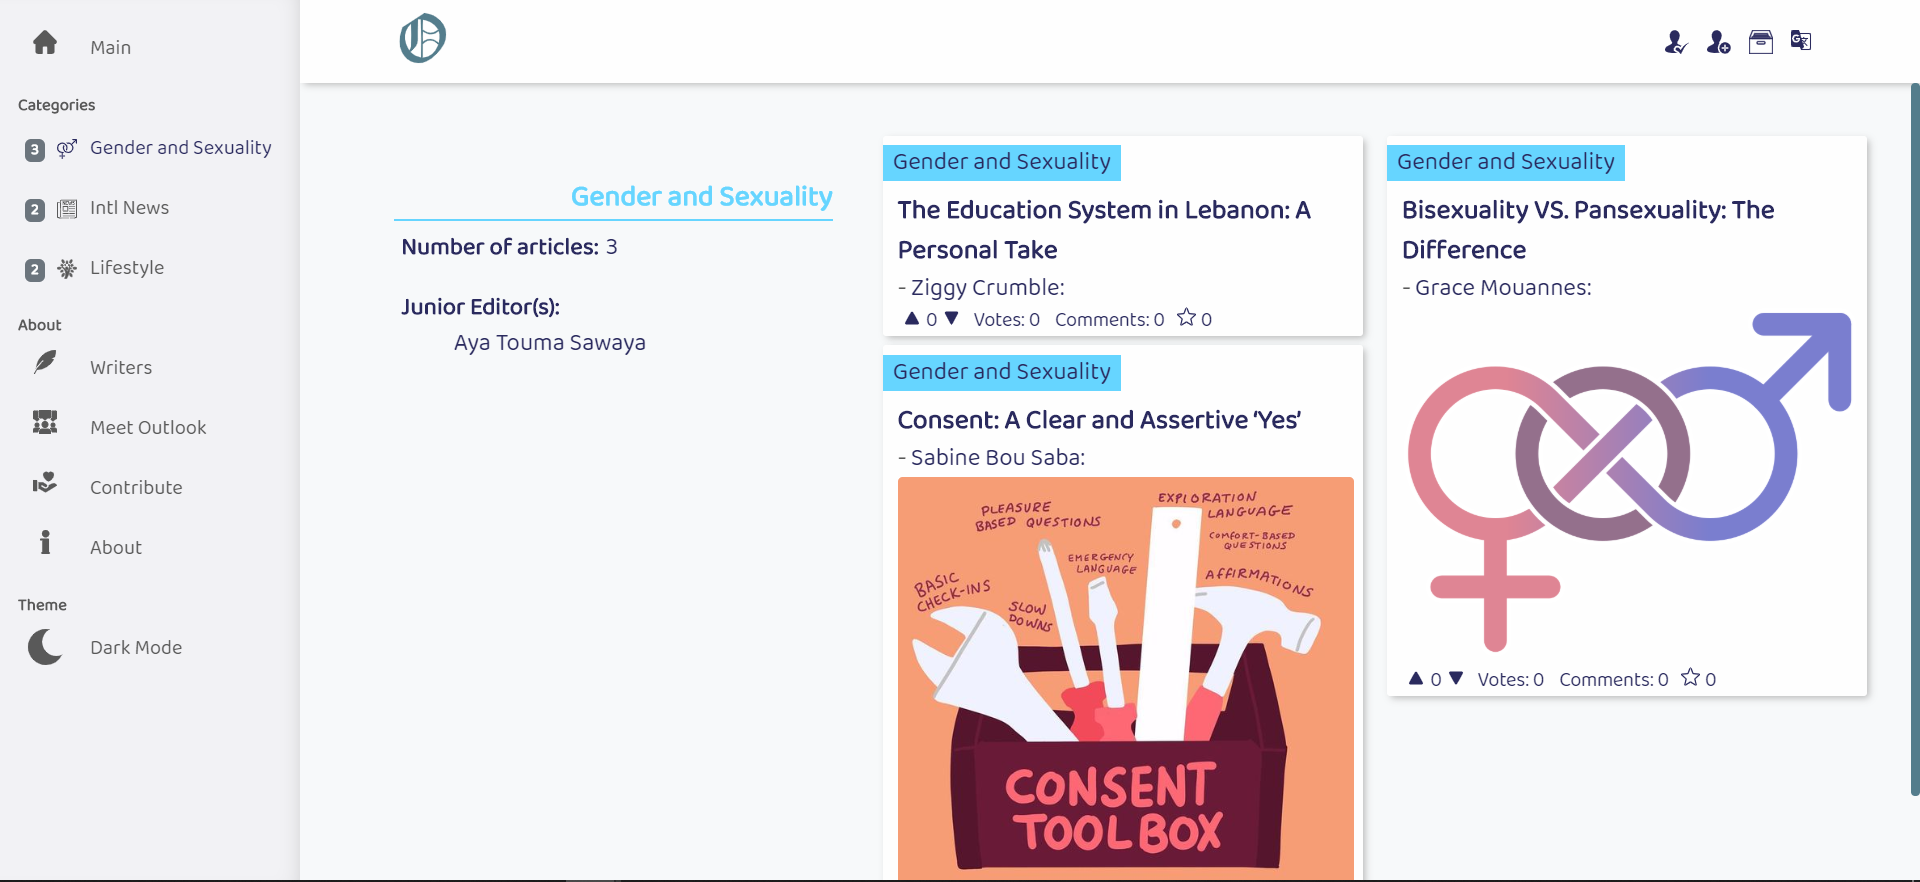 Main
Categories
3 Gender and Sexuality
2 Intl News
2 Lifestyle
About
Writers
Meet Outlook
Contribute
About
Theme
Dark Mode
Gender and Sexuality
Number of articles: 3
Junior Editor(s):
Aya Touma Sawaya
Gender and Sexuality
The Education System in Lebanon: A
Personal Take
- Ziggy Crumble:
0 Votes: 0 Comments: 0 0
Gender and Sexuality
Consent: A Clear and Assertive ‘Yes’
- Sabine Bou Saba:
PLEASURE
BASED QUESTIONS
EXPLORATION
LANGUAGE
COMFORT-BASED
QUESTIONS
EMERGENCY
LANGUAGE
AFFIRMATIONS
BASIC
CHECK-INS
SLOW
DOWNS
CONSENT
TOOLBOX
Gender and Sexuality
Bisexuality VS. Pansexuality: The
Difference
- Grace Mouannes:
0 Votes: 0 Comments: 0 0